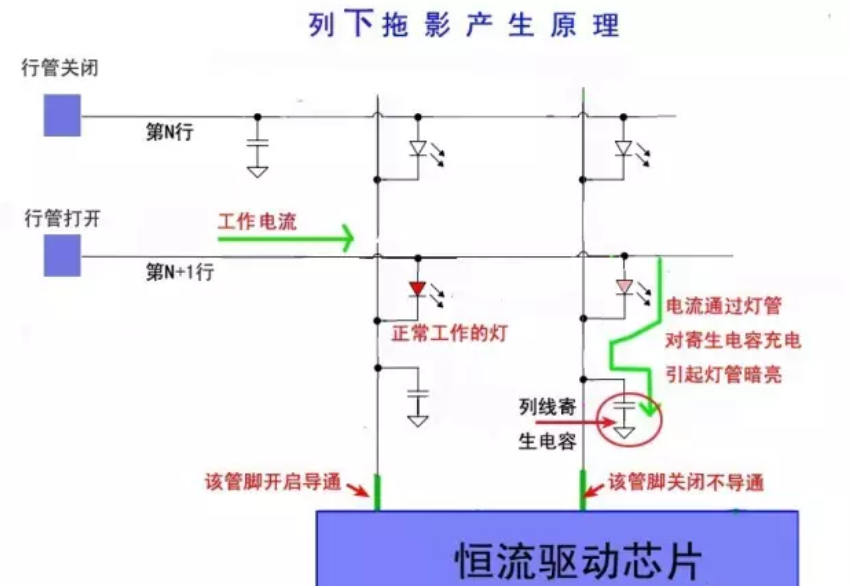 列下拖影产生原理
行管关闭
第N行
行管打开
工作电流
第N+1行
正常工作的灯
电流通过灯管
对寄生电容充电
引起灯管暗亮
列线寄
生电容
该管脚开启导通
该管脚关闭不导通
恒流驱动芯片